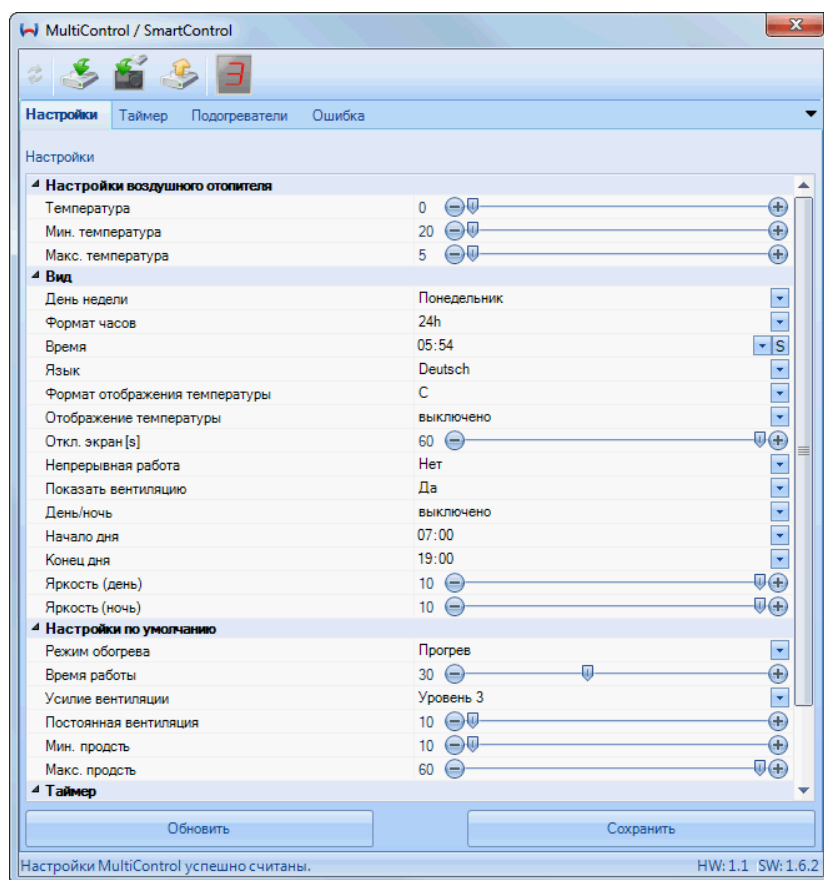 MultiControl / SmartControl
Настройки Таймер Подогреватели Ошибка
Настройки
Настройки воздушного отопителя
Температура 0
Мин. температура 20
Макс. температура 5
Вид
День недели Понедельник
Формат часов 24h
Время 05:54 S
Язык Deutsch
Формат отображения температуры C
Отображение температуры выключено
Откл. экран [s] 60
Непрерывная работа Нет
Показать вентиляцию Да
День/ночь выключено
Начало дня 07:00
Конец дня 19:00
Яркость (день) 10
Яркость (ночь) 10
Настройки по умолчанию
Режим обогрева Прогрев
Время работы 30
Усилие вентиляции Уровень 3
Постоянная вентиляция 10
Мин. продсть 10
Макс. продсть 60
Таймер
Обновить Сохранить
Настройки MultiControl успешно считаны. HW: 1.1 SW: 1.6.2